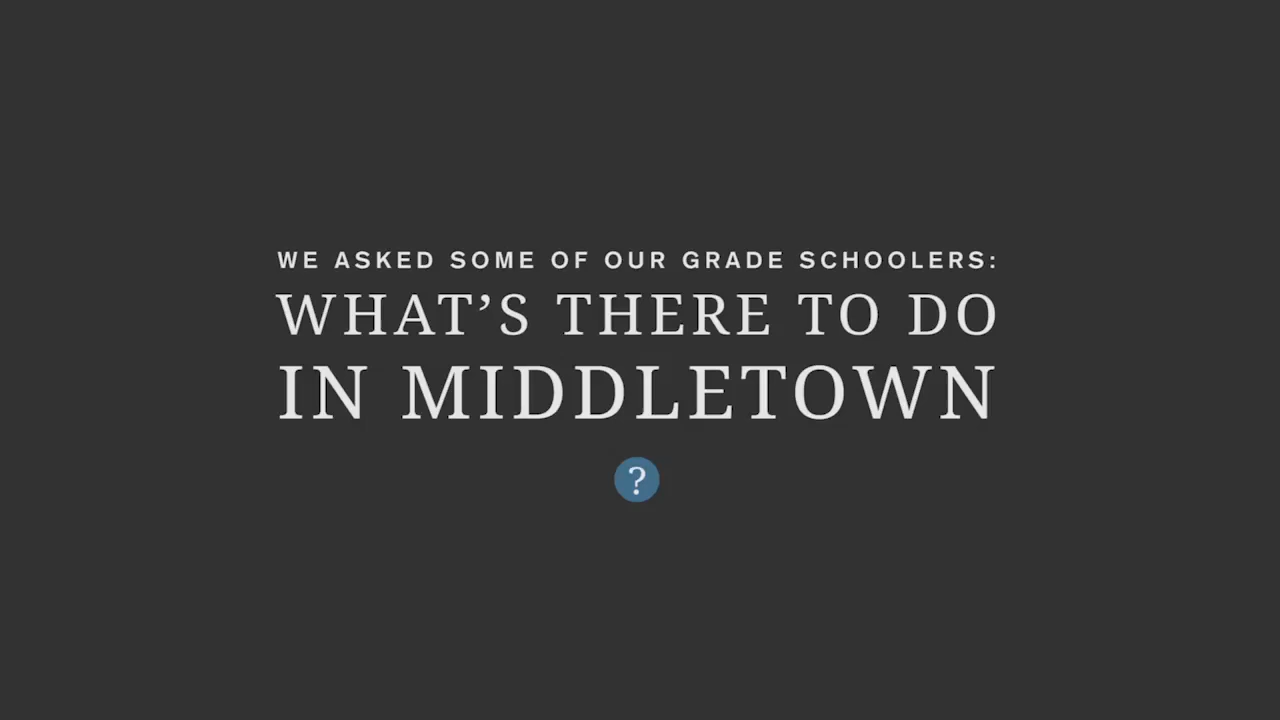 WE ASKED SOME OF OUR GRADE SCHOOLERS:
WHAT’S THERE TO DO
IN MIDDLETOWN
?